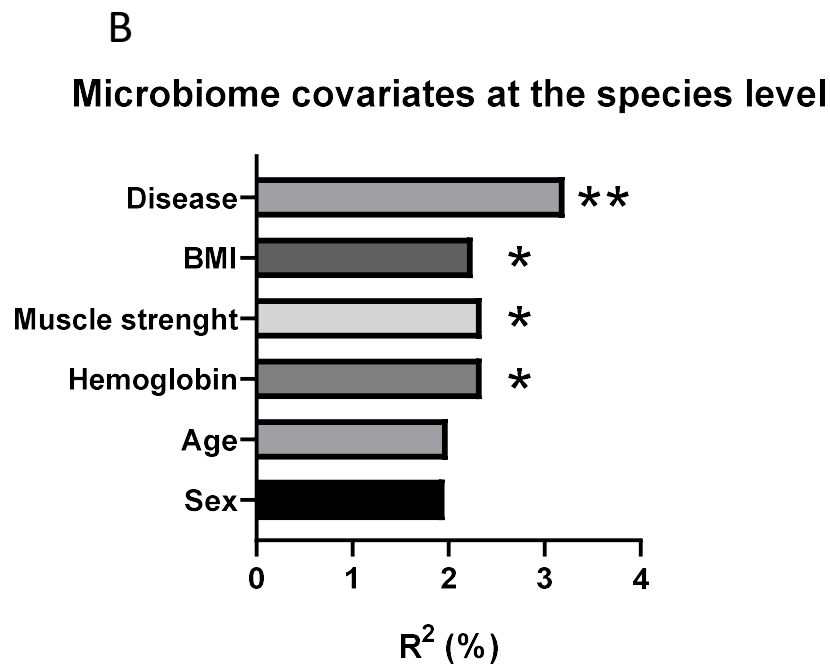 B
Microbiome covariates at the species level
Disease **
BMI *
Muscle strenght *
Hemoglobin *
Age
Sex
0 1 2 3 4
R² (%)